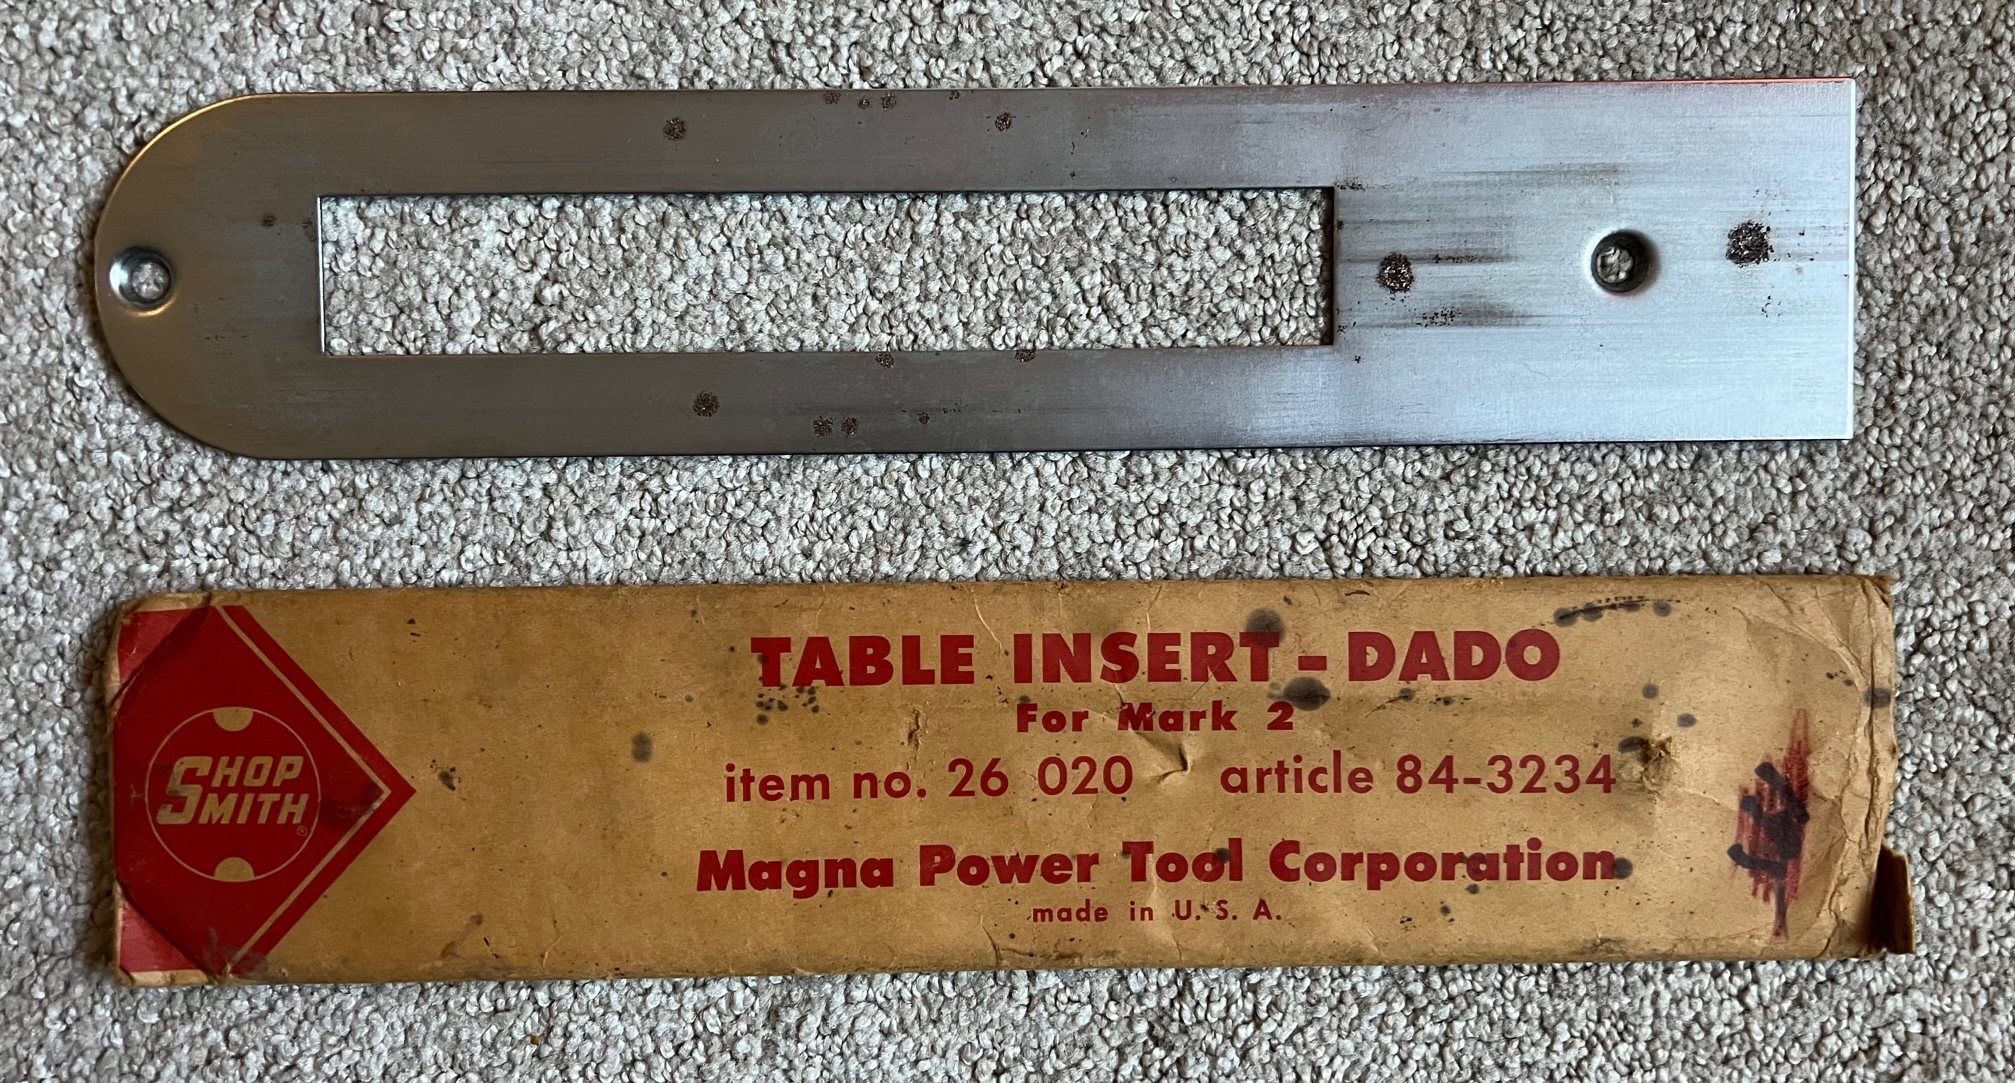 TABLE INSERT - DADO
For Mark 2
item no. 26 020 article 84-3234
Magna Power Tool Corporation
made in U. S. A.
SHOP
SMITH®